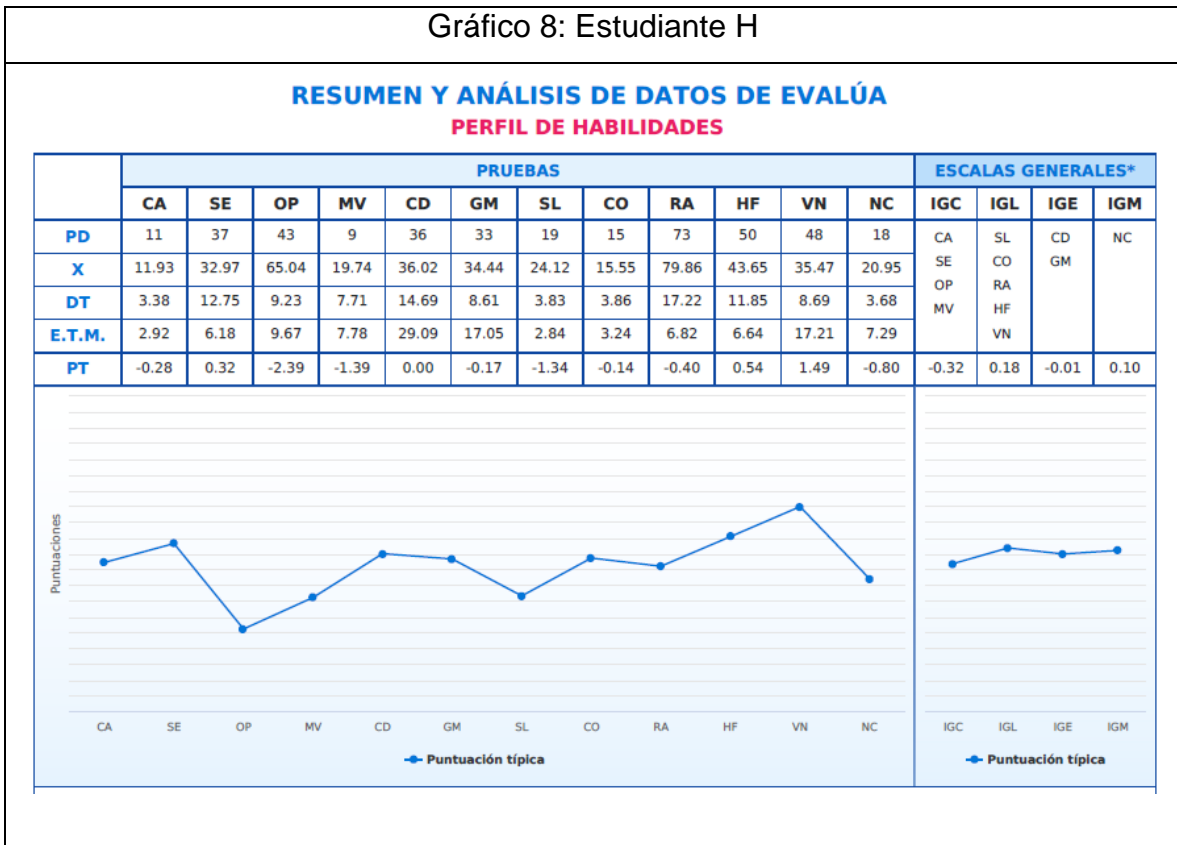 Gráfico 8: Estudiante H
RESUMEN Y ANÁLISIS DE DATOS DE EVALÚA
PERFIL DE HABILIDADES
PRUEBAS ESCALAS GENERALES*
CA SE OP MV CD GM SL CO RA HF VN NC IGC IGL IGE IGM
PD 11 37 43 9 36 33 19 15 73 50 48 18 CA SL CD NC
X 11.93 32.97 65.04 19.74 36.02 34.44 24.12 15.55 79.86 43.65 35.47 20.95 SE CO GM
OP RA
DT 3.38 12.75 9.23 7.71 14.69 8.61 3.83 3.86 17.22 11.85 8.69 3.68 MV HF
E.T.M. 2.92 6.18 9.67 7.78 29.09 17.05 2.84 3.24 6.82 6.64 17.21 7.29 VN
PT -0.28 0.32 -2.39 -1.39 0.00 -0.17 -1.34 -0.14 -0.40 0.54 1.49 -0.80 -0.32 0.18 -0.01 0.10
Puntuaciones
CA SE OP MV CD GM SL CO RA HF VN NC IGC IGL IGE IGM
Puntuación típica Puntuación típica